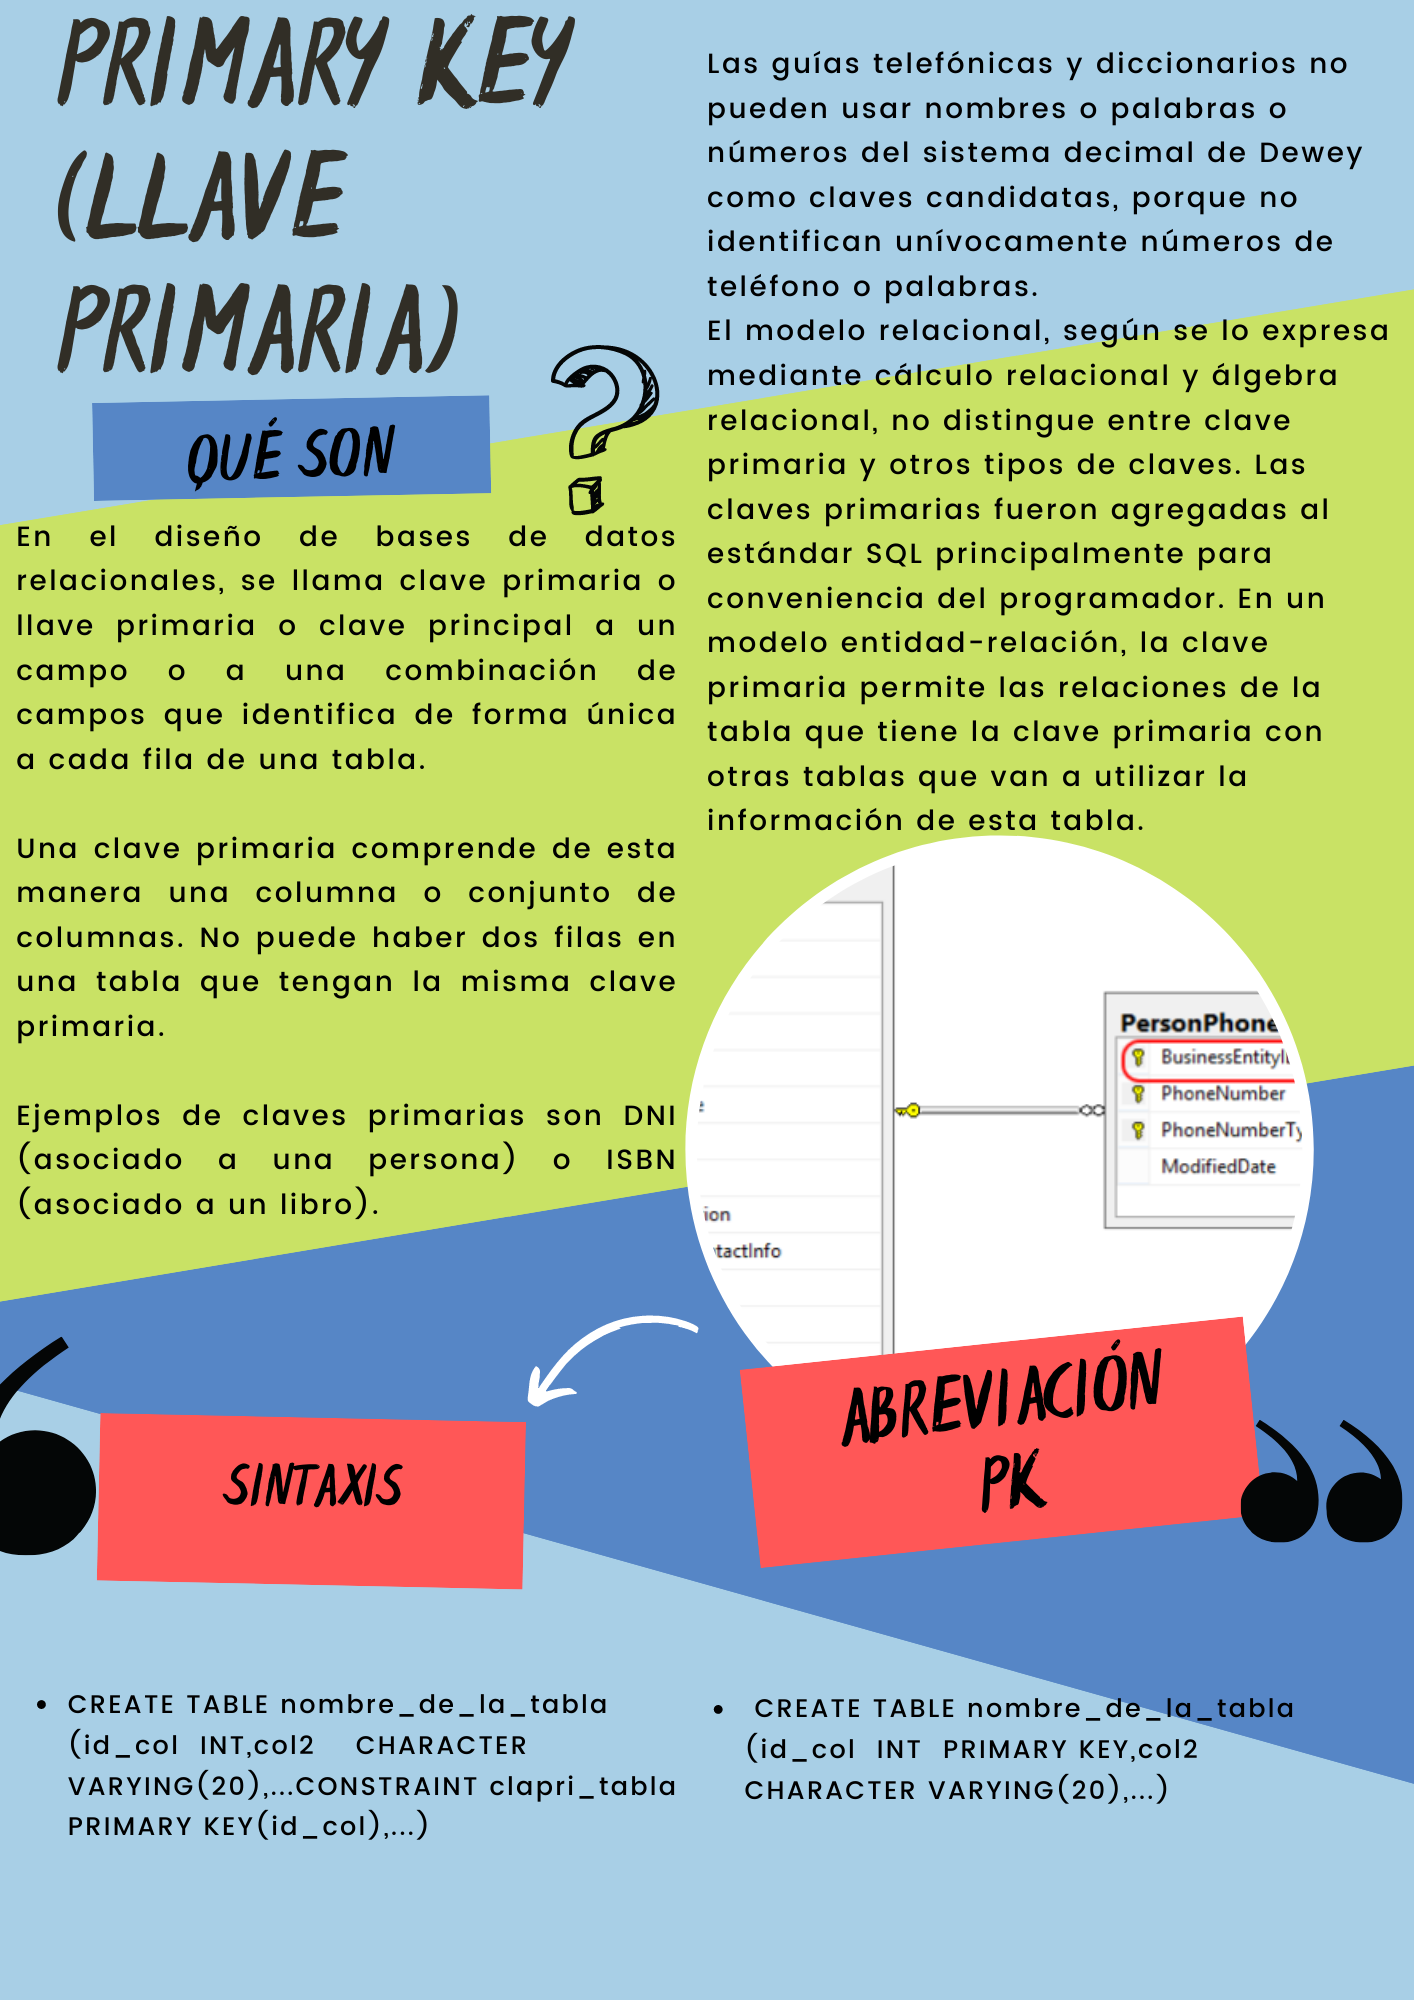 PRIMARY KEY
(LLAVE
PRIMARIA)
QUÉ SON
?
En el diseño de bases de datos
relacionales, se llama clave primaria o
llave primaria o clave principal a un
campo o a una combinación de
campos que identifica de forma única
a cada fila de una tabla.
Una clave primaria comprende de esta
manera una columna o conjunto de
columnas. No puede haber dos filas en
una tabla que tengan la misma clave
primaria.
Ejemplos de claves primarias son DNI
(asociado a una persona) o ISBN
(asociado a un libro).
Las guías telefónicas y diccionarios no
pueden usar nombres o palabras o
números del sistema decimal de Dewey
como claves candidatas, porque no
identifican unívocamente números de
teléfono o palabras.
El modelo relacional, según se lo expresa
mediante cálculo relacional y álgebra
relacional, no distingue entre clave
primaria y otros tipos de claves. Las
claves primarias fueron agregadas al
estándar SQL principalmente para
conveniencia del programador. En un
modelo entidad-relación, la clave
primaria permite las relaciones de la
tabla que tiene la clave primaria con
otras tablas que van a utilizar la
información de esta tabla.
PersonPhone
PhoneNumber
PhoneNumberTy
ModifiedDate
ion
tactInfo
ABREVIACIÓN
PK
SINTAXIS
• CREATE TABLE nombre_de_la_tabla
(id_col INT,col2 CHARACTER
VARYING(20),...CONSTRAINT clapri_tabla
PRIMARY KEY(id_col),...)
• CREATE TABLE nombre_de_la_tabla
(id_col INT PRIMARY KEY,col2
CHARACTER VARYING(20),...)